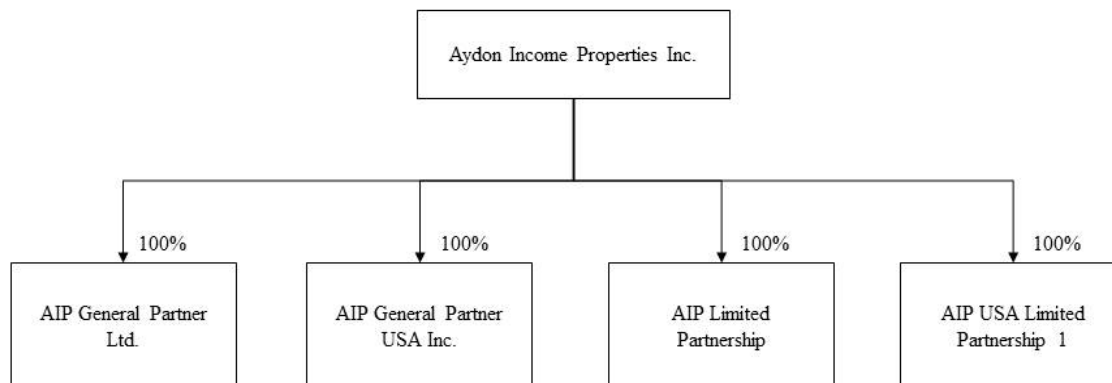 Aydon Income Properties Inc.
100%
100%
100%
100%
AIP General Partner
Ltd.
AIP General Partner
USA Inc.
AIP Limited
Partnership
AIP USA Limited
Partnership 1